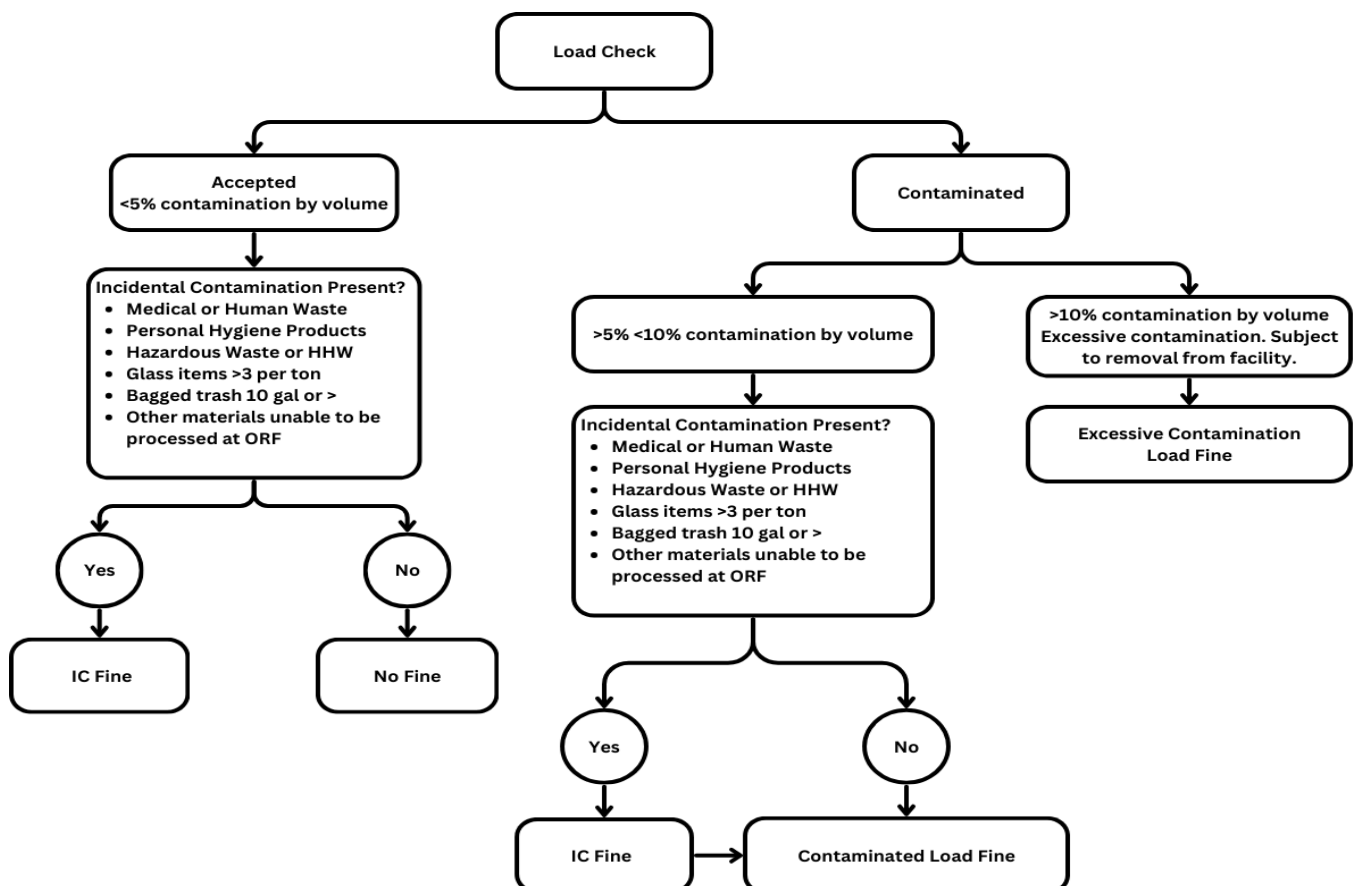 Load Check
Accepted
<5% contamination by volume
Contaminated
Incidental Contamination Present?
• Medical or Human Waste
• Personal Hygiene Products
• Hazardous Waste or HHW
• Glass items >3 per ton
• Bagged trash 10 gal or >
• Other materials unable to be
processed at ORF
Yes
No
IC Fine
No Fine
>5% <10% contamination by volume
>10% contamination by volume
Excessive contamination. Subject
to removal from facility.
Excessive Contamination
Load Fine
Incidental Contamination Present?
• Medical or Human Waste
• Personal Hygiene Products
• Hazardous Waste or HHW
• Glass items >3 per ton
• Bagged trash 10 gal or >
• Other materials unable to be
processed at ORF
Yes
No
IC Fine
Contaminated Load Fine